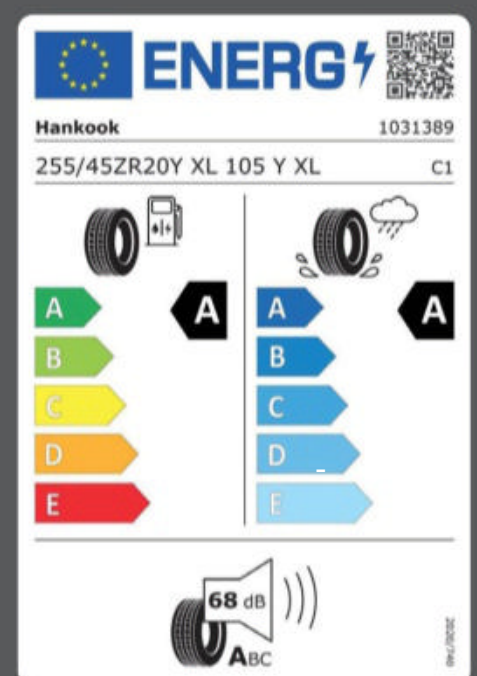 ENERG
Hankook 1031389
255/45ZR20Y XL 105 Y XL C1
A A A A
B B
C C
D D
E E
68 dB
ABC
2020/740